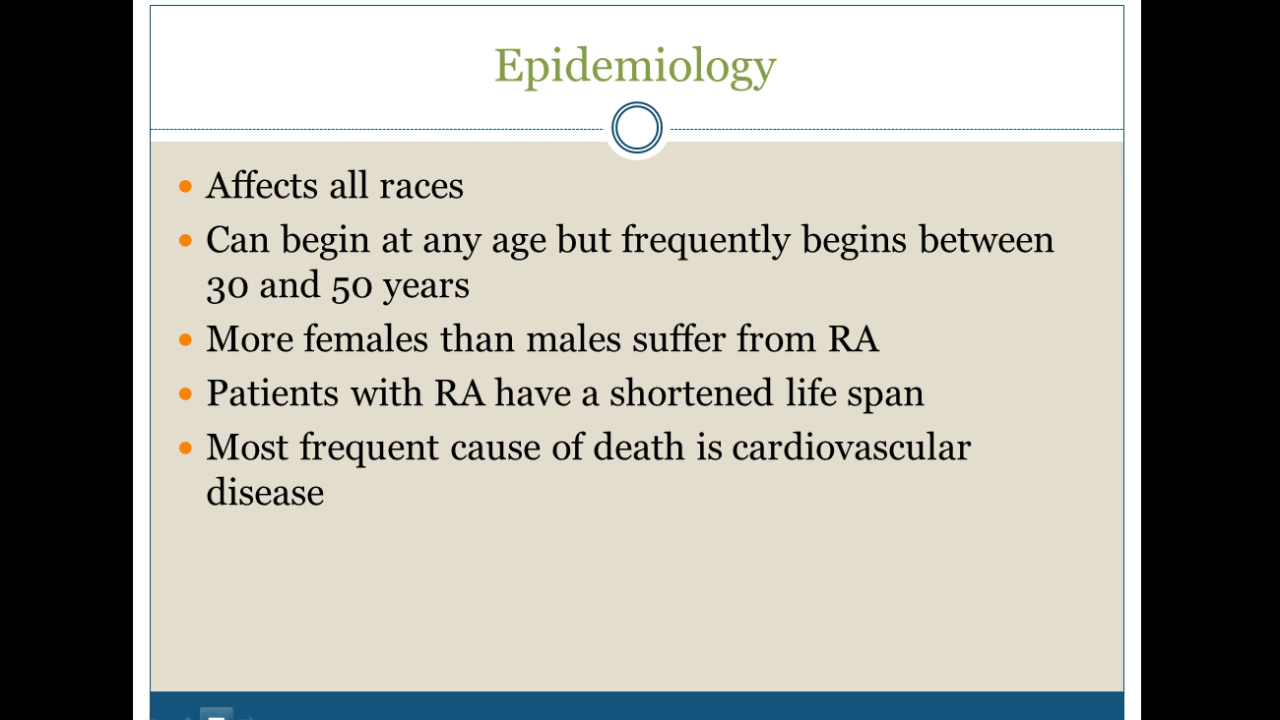 Epidemiology
Affects all races
Can begin at any age but frequently begins between
30 and 50 years
More females than males suffer from RA
Patients with RA have a shortened life span
Most frequent cause of death is cardiovascular
disease